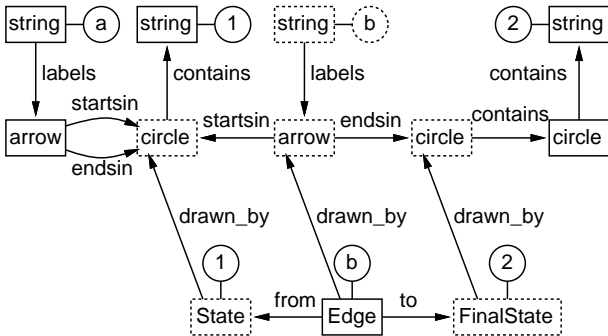 string a string 1 string b 2 string
labels contains labels contains
startsin startsin endsin contains
arrow circle arrow circle circle
endsin
drawn_by drawn_by drawn_by
1 b 2
State from Edge to FinalState